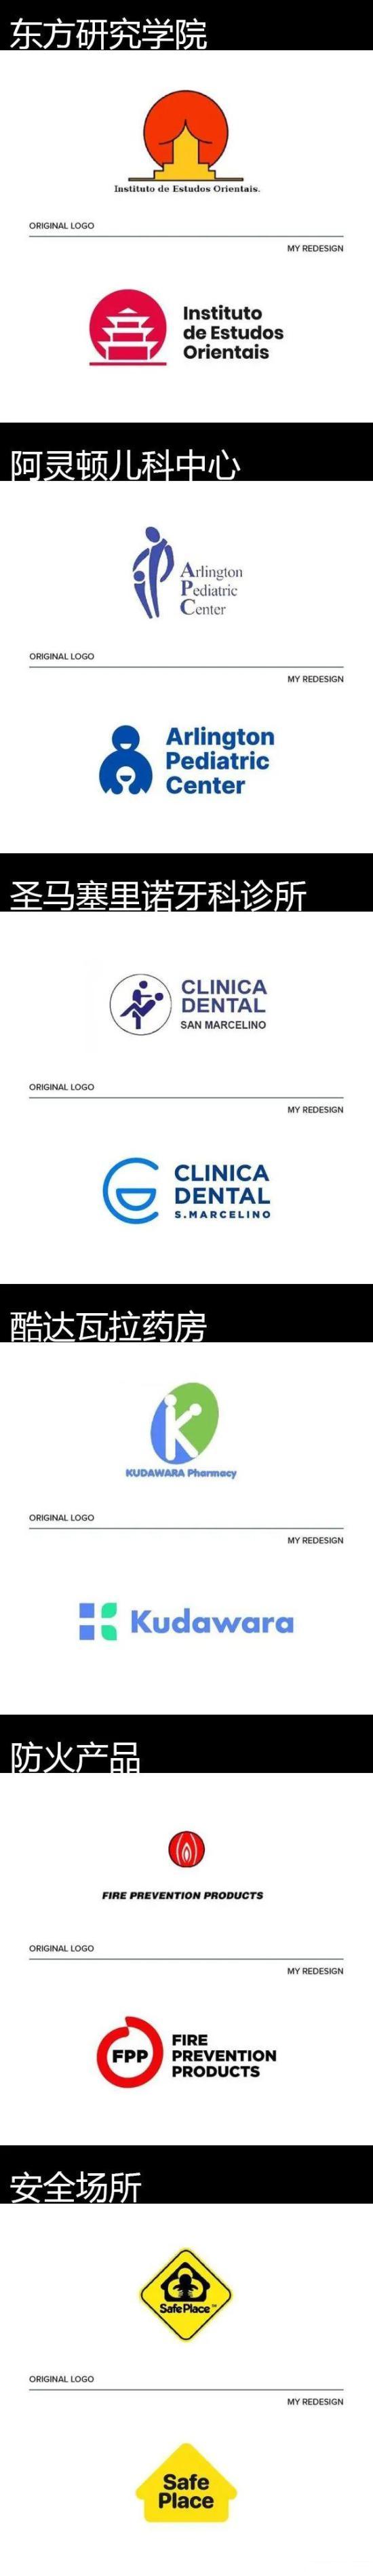 东方研究学院
Instituto de Estudos Orientais.
ORIGINAL LOGO
MY REDESIGN
Instituto
de Estudos
Orientais
阿灵顿儿科中心
Arlington
Pediatric
Center
ORIGINAL LOGO
MY REDESIGN
Arlington
Pediatric
Center
圣马塞里诺牙科诊所
CLINICA
DENTAL
SAN MARCELINO
ORIGINAL LOGO
MY REDESIGN
CLINICA
DENTAL
S.MARCELINO
酷达瓦拉药房
KUDAWARA Pharmacy
ORIGINAL LOGO
MY REDESIGN
Kudawara
防火产品
FIRE PREVENTION PRODUCTS
ORIGINAL LOGO
MY REDESIGN
FPP
FIRE
PREVENTION
PRODUCTS
安全场所
Safe Place™
ORIGINAL LOGO
MY REDESIGN
Safe
Place